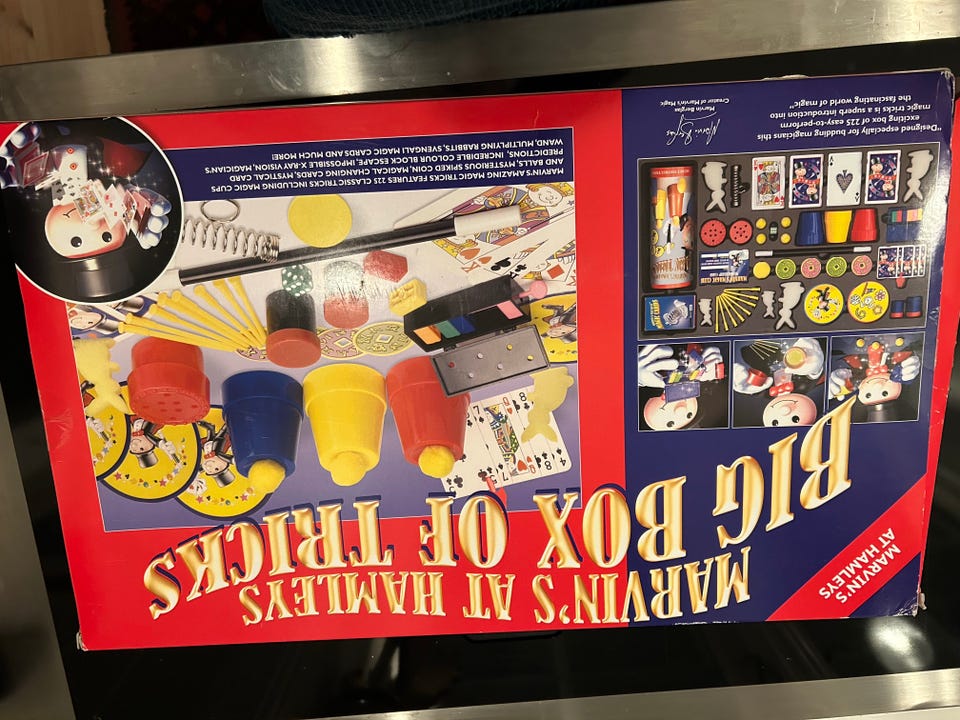 MARVIN'S AT HAMLEYS
BIG BOX OF TRICKS
MARVIN'S
AT HAMLEYS
MARVIN'S AMAZING MAGIC TRICKS FEATURES 225 CLASSIC TRICKS INCLUDING MAGIC CUPS
AND BALLS, MYSTERIOUS SPIKED COIN, MAGICAL CHANGING CARDS, MYSTICAL CARD
PREDICTIONS, INCREDIBLE COLOUR BLOCK ESCAPE, IMPOSSIBLE X-RAY VISION, MAGICIANS
WAND, MULTIPLYING RABBITS, SVENGALI MAGIC CARDS AND MUCH MORE!
"Designed especially for budding magicians this
exciting box of 225 easy-to-perform
magic tricks is a superb introduction into
the fascinating world of magic"
Marvin Berglas
Creator of Marvin's Magic